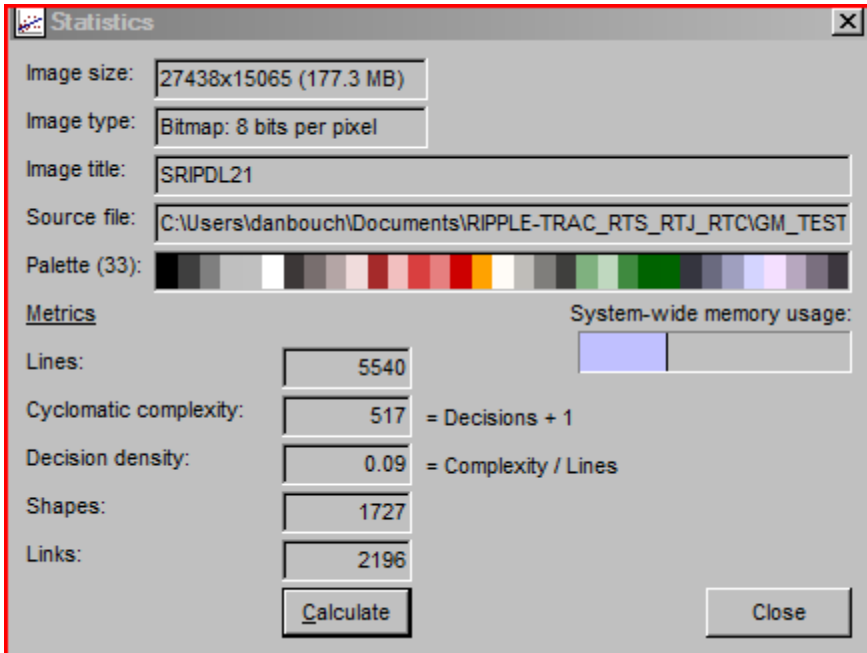 Statistics
Image size: 27438x15065 (177.3 MB)
Image type: Bitmap: 8 bits per pixel
Image title: SRIPDL21
Source file: C:\Users\danbouch\Documents\RIPPLE-TRAC_RTS_RTJ_RTC\GM_TEST
Palette (33):
Metrics
System-wide memory usage:
Lines: 5540
Cyclomatic complexity: 517 = Decisions + 1
Decision density: 0.09 = Complexity / Lines
Shapes: 1727
Links: 2196
Calculate
Close